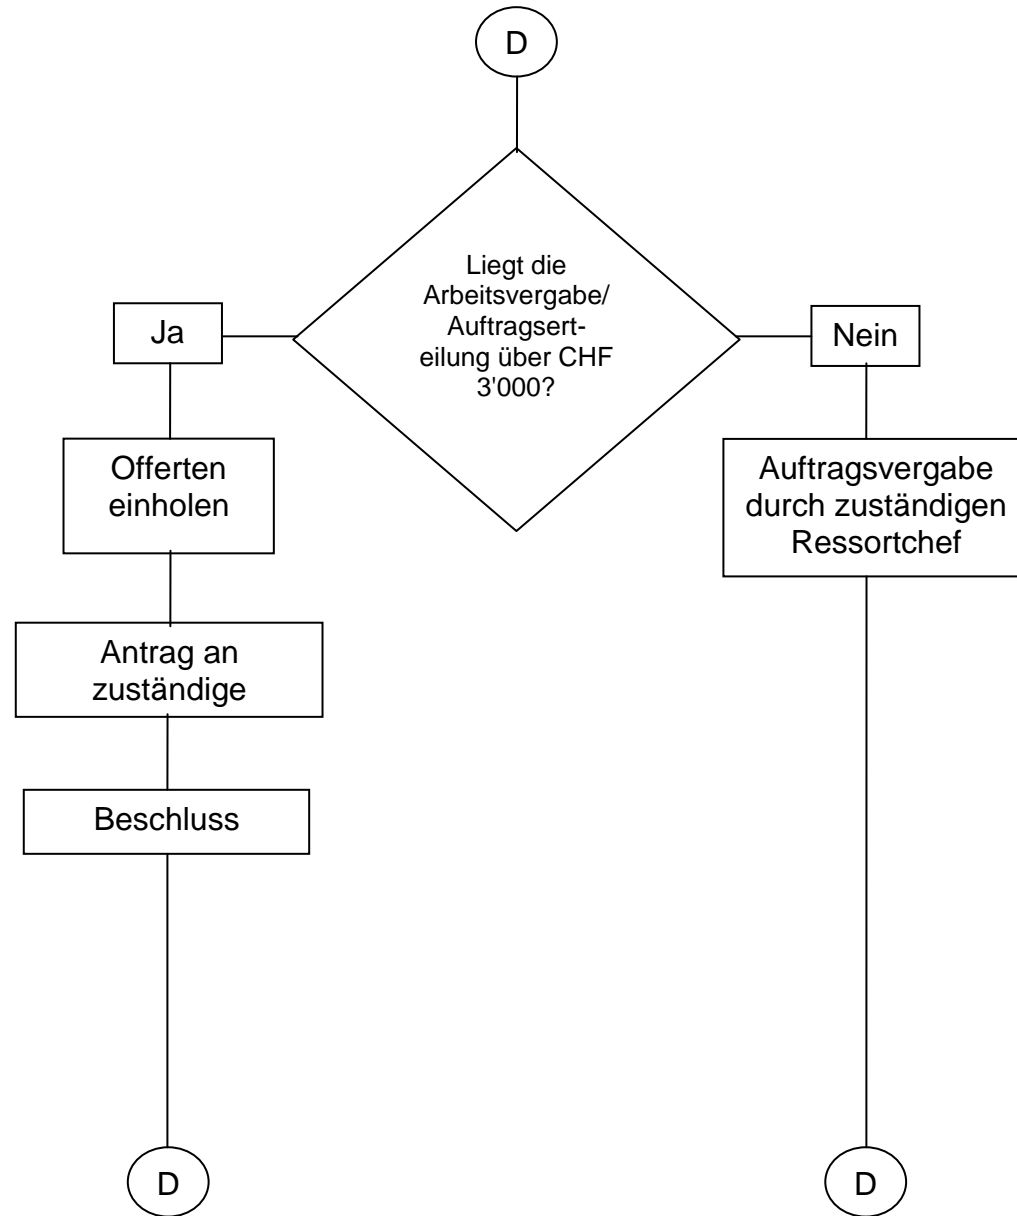 D
Liegt die
Arbeitsvergabe/
Auftragsert-
eilung über CHF
3'000?
Ja
Nein
Offerten
einholen
Auftragsvergabe
durch zuständigen
Ressortchef
Antrag an
zuständige
Beschluss
D
D